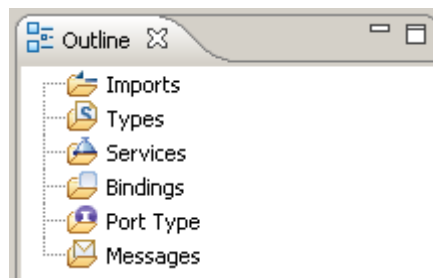 Outline
Imports
Types
Services
Bindings
Port Type
Messages